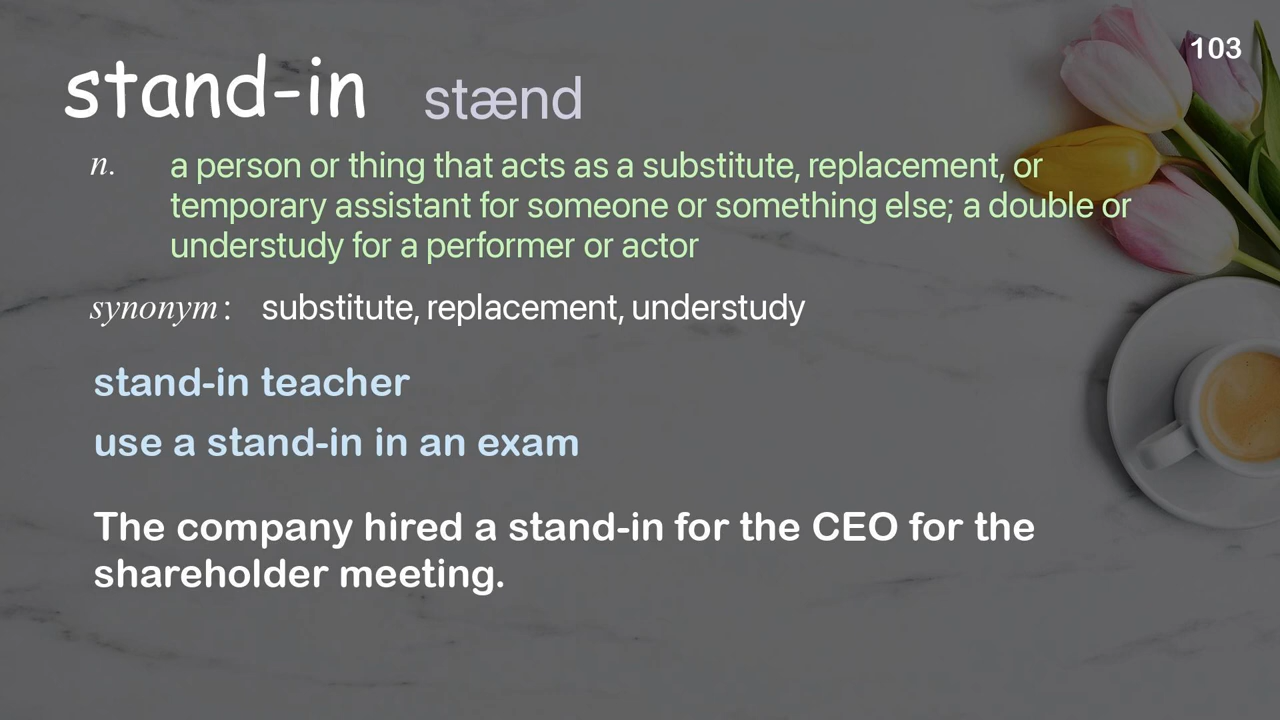 103
stand-in stænd
n. a person or thing that acts as a substitute, replacement, or
temporary assistant for someone or something else; a double or
understudy for a performer or actor
synonym: substitute, replacement, understudy
stand-in teacher
use a stand-in in an exam
The company hired a stand-in for the CEO for the
shareholder meeting.